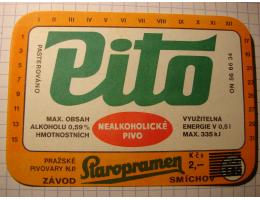 I II III IV V VI VII VIII IX X XI XII
PASTEROVÁNO
Pito
ON 56 66 34
MAX. OBSAH
ALKOHOLU 0,59 %
HMOTNOSTNÍCH
NEALKOHOLICKÉ
PIVO
VYUŽITELNÁ
ENERGIE V 0,5 l
MAX. 335 kJ
PRAŽSKÉ
PIVOVARY N.P.
ZÁVOD
Staropramen
Kčs
2,–
SMÍCHOV